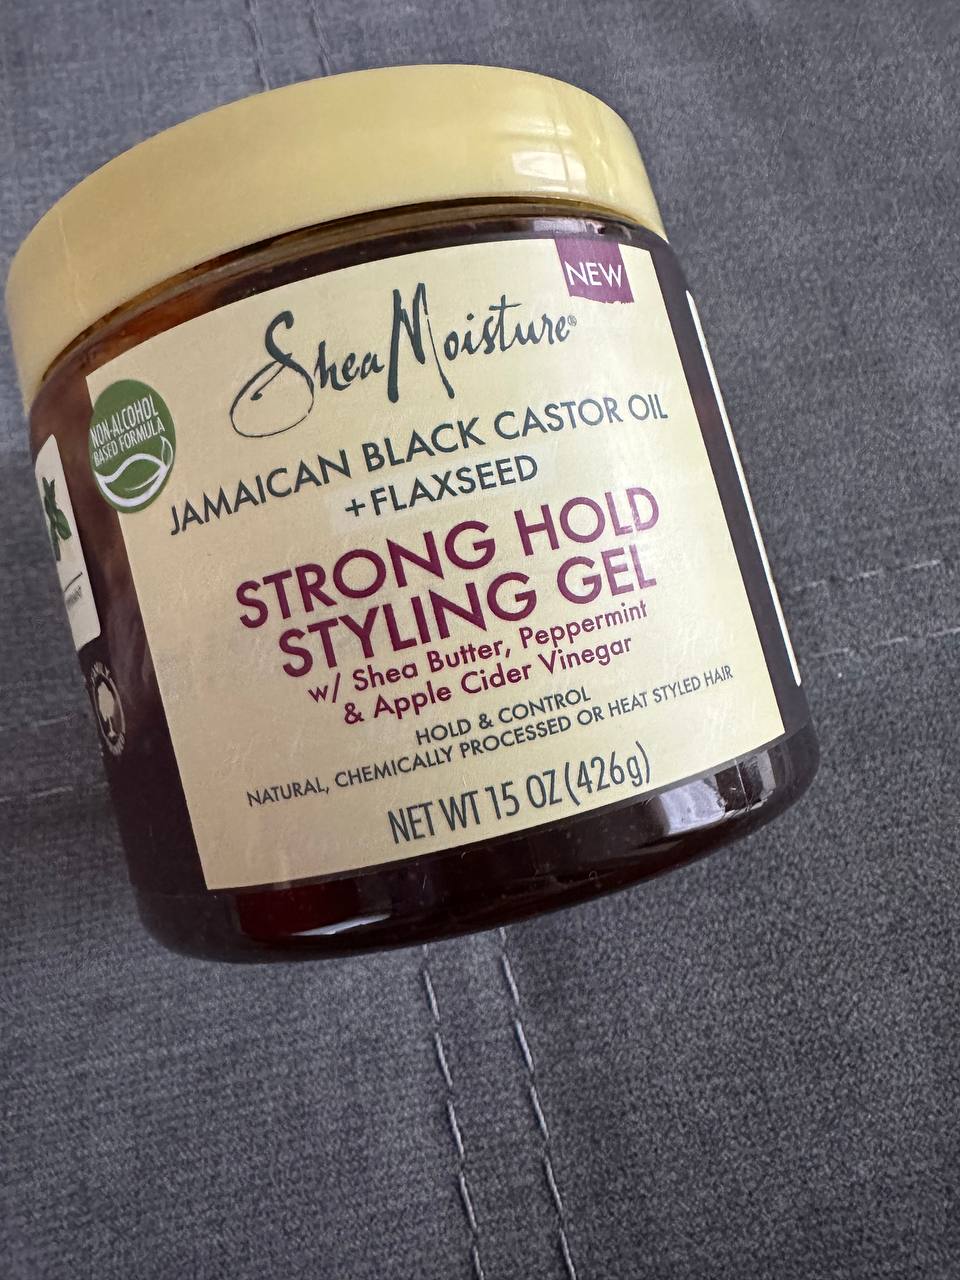 NEW
SheaMoisture®
NON-ALCOHOL
BASED FORMULA
JAMAICAN BLACK CASTOR OIL
+ FLAXSEED
STRONG HOLD
STYLING GEL
w/ Shea Butter, Peppermint
& Apple Cider Vinegar
HOLD & CONTROL
NATURAL, CHEMICALLY PROCESSED OR HEAT STYLED HAIR
NET WT 15 OZ (426g)